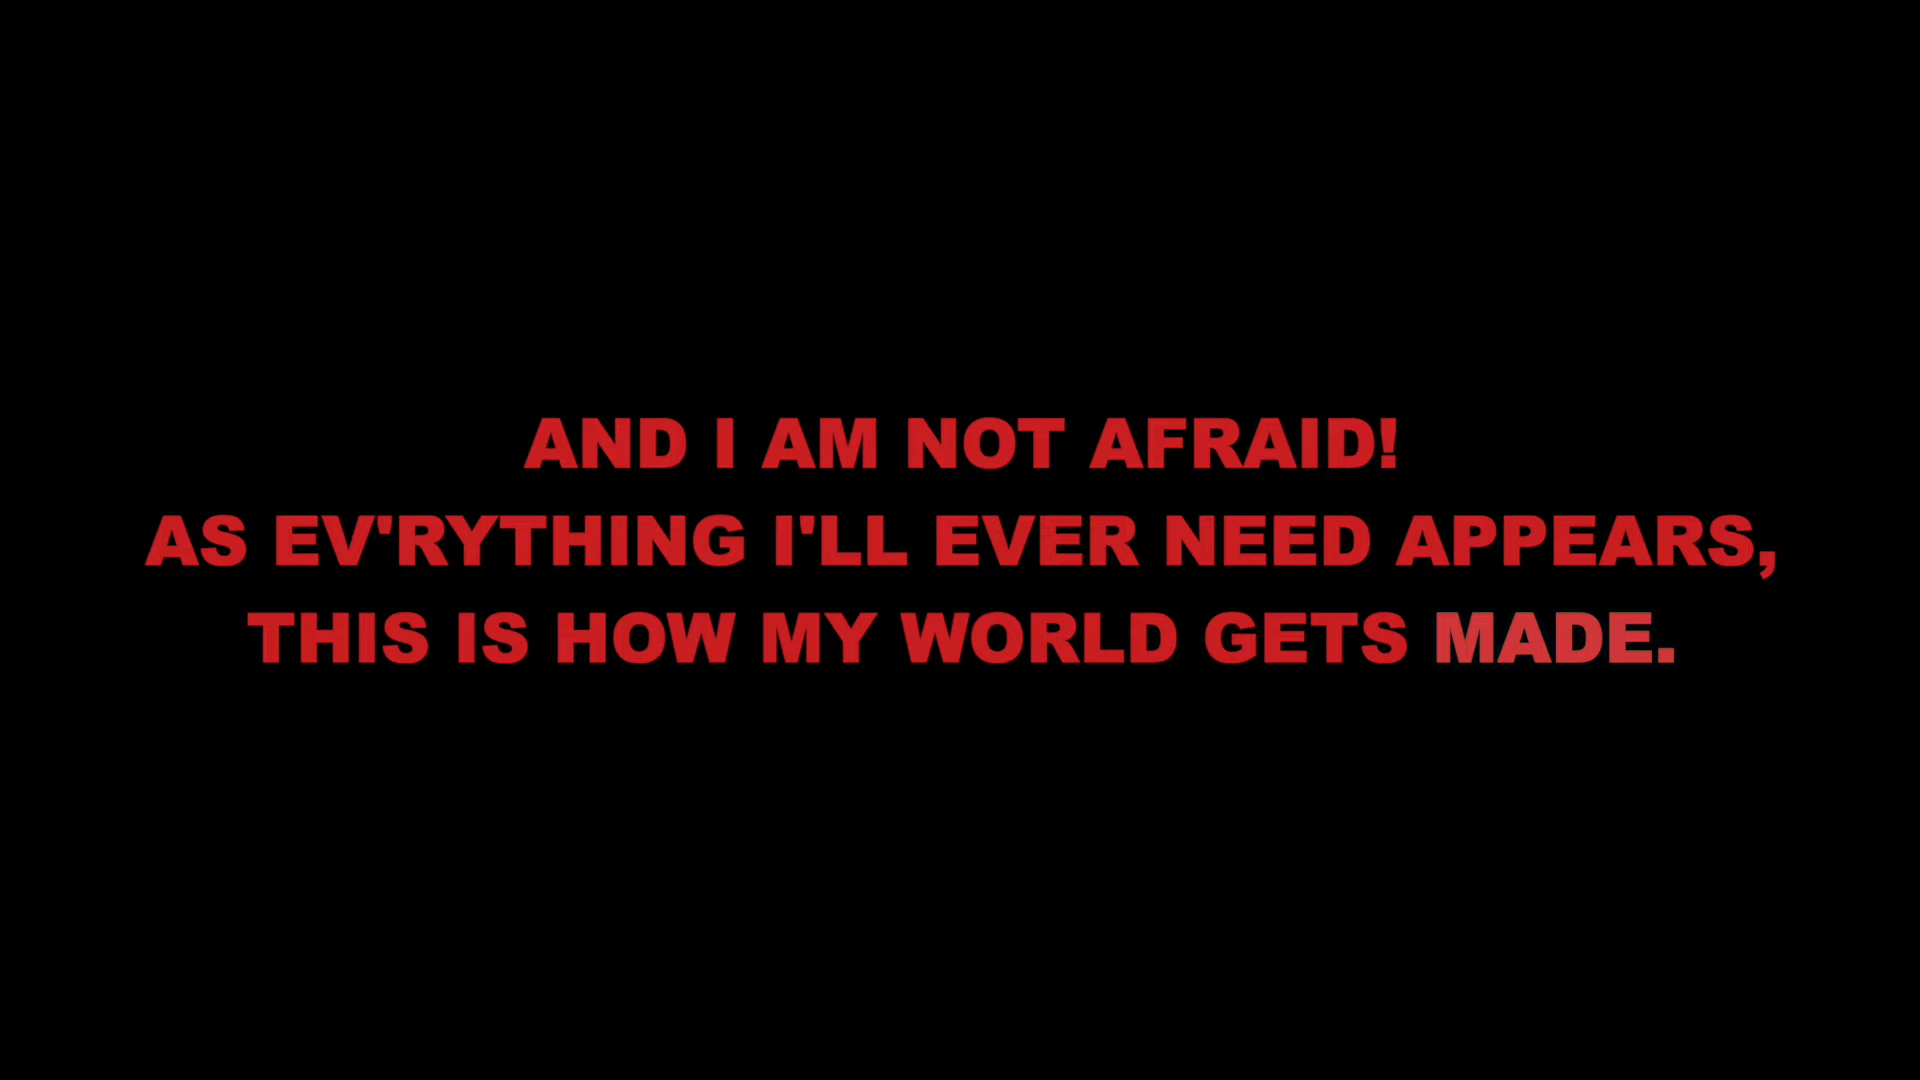 AND I AM NOT AFRAID!
AS EV'RYTHING I'LL EVER NEED APPEARS,
THIS IS HOW MY WORLD GETS MADE.